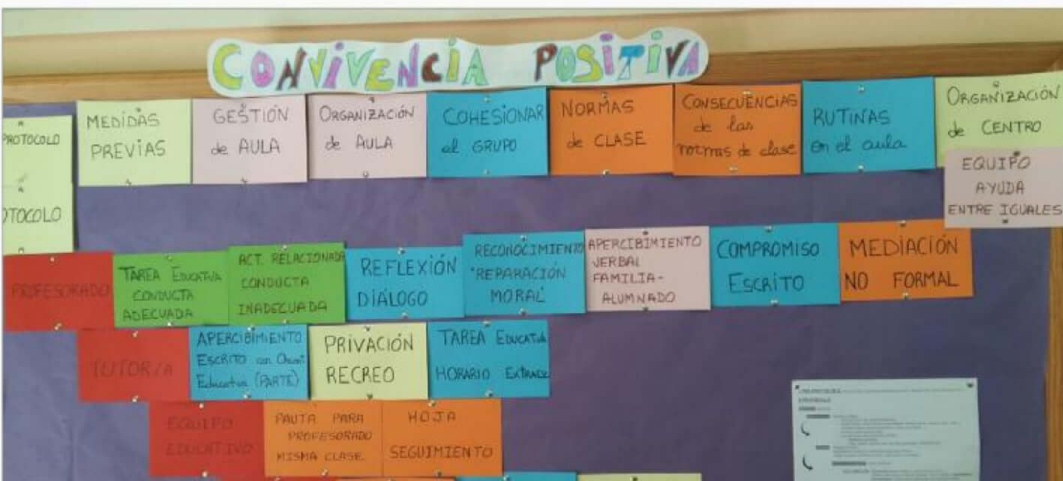 CONVIVENCIA POSITIVA
PROTOCOLO
MEDIDAS
PREVIAS
GESTIÓN
de AULA
ORGANIZACIÓN
de AULA
COHESIONAR
el GRUPO
NORMAS
de CLASE
CONSECUENCIAS
de las
normas de clase
RUTINAS
en el aula
ORGANIZACIÓN
de CENTRO
EQUIPO
AYUDA
ENTRE IGUALES
OTOCOLO
PROFESORADO
TAREA EDUCATIVA
CONDUCTA
ADECUADA
ACT. RELACIONADA
CONDUCTA
INADECUADA
REFLEXIÓN
DIÁLOGO
RECONOCIMIENTO
REPARACIÓN
MORAL
APERCIBIMIENTO
VERBAL
FAMILIA-
ALUMNADO
COMPROMISO
ESCRITO
MEDIACIÓN
NO FORMAL
TUTOR/A
APERCIBIMIENTO
ESCRITO con
Educativa (PARTE)
PRIVACIÓN
RECREO
TAREA EDUCATIVA
HORARIO
EQUIPO
EDUCATIVO
PAUTA PARA
PROFESORADO
MISMA CLASE
HOJA
SEGUIMIENTO